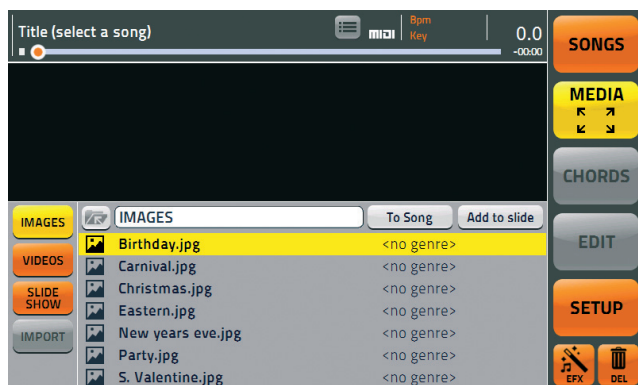 Title (select a song)
miDi
Bpm
Key
0.0
-00:00
SONGS
MEDIA
CHORDS
EDIT
SETUP
EFX
DEL
IMAGES
VIDEOS
SLIDE
SHOW
IMPORT
IMAGES
To Song
Add to slide
Birthday.jpg <no genre>
Carnival.jpg <no genre>
Christmas.jpg <no genre>
Eastern.jpg <no genre>
New years eve.jpg <no genre>
Party.jpg <no genre>
S. Valentine.jpg <no genre>